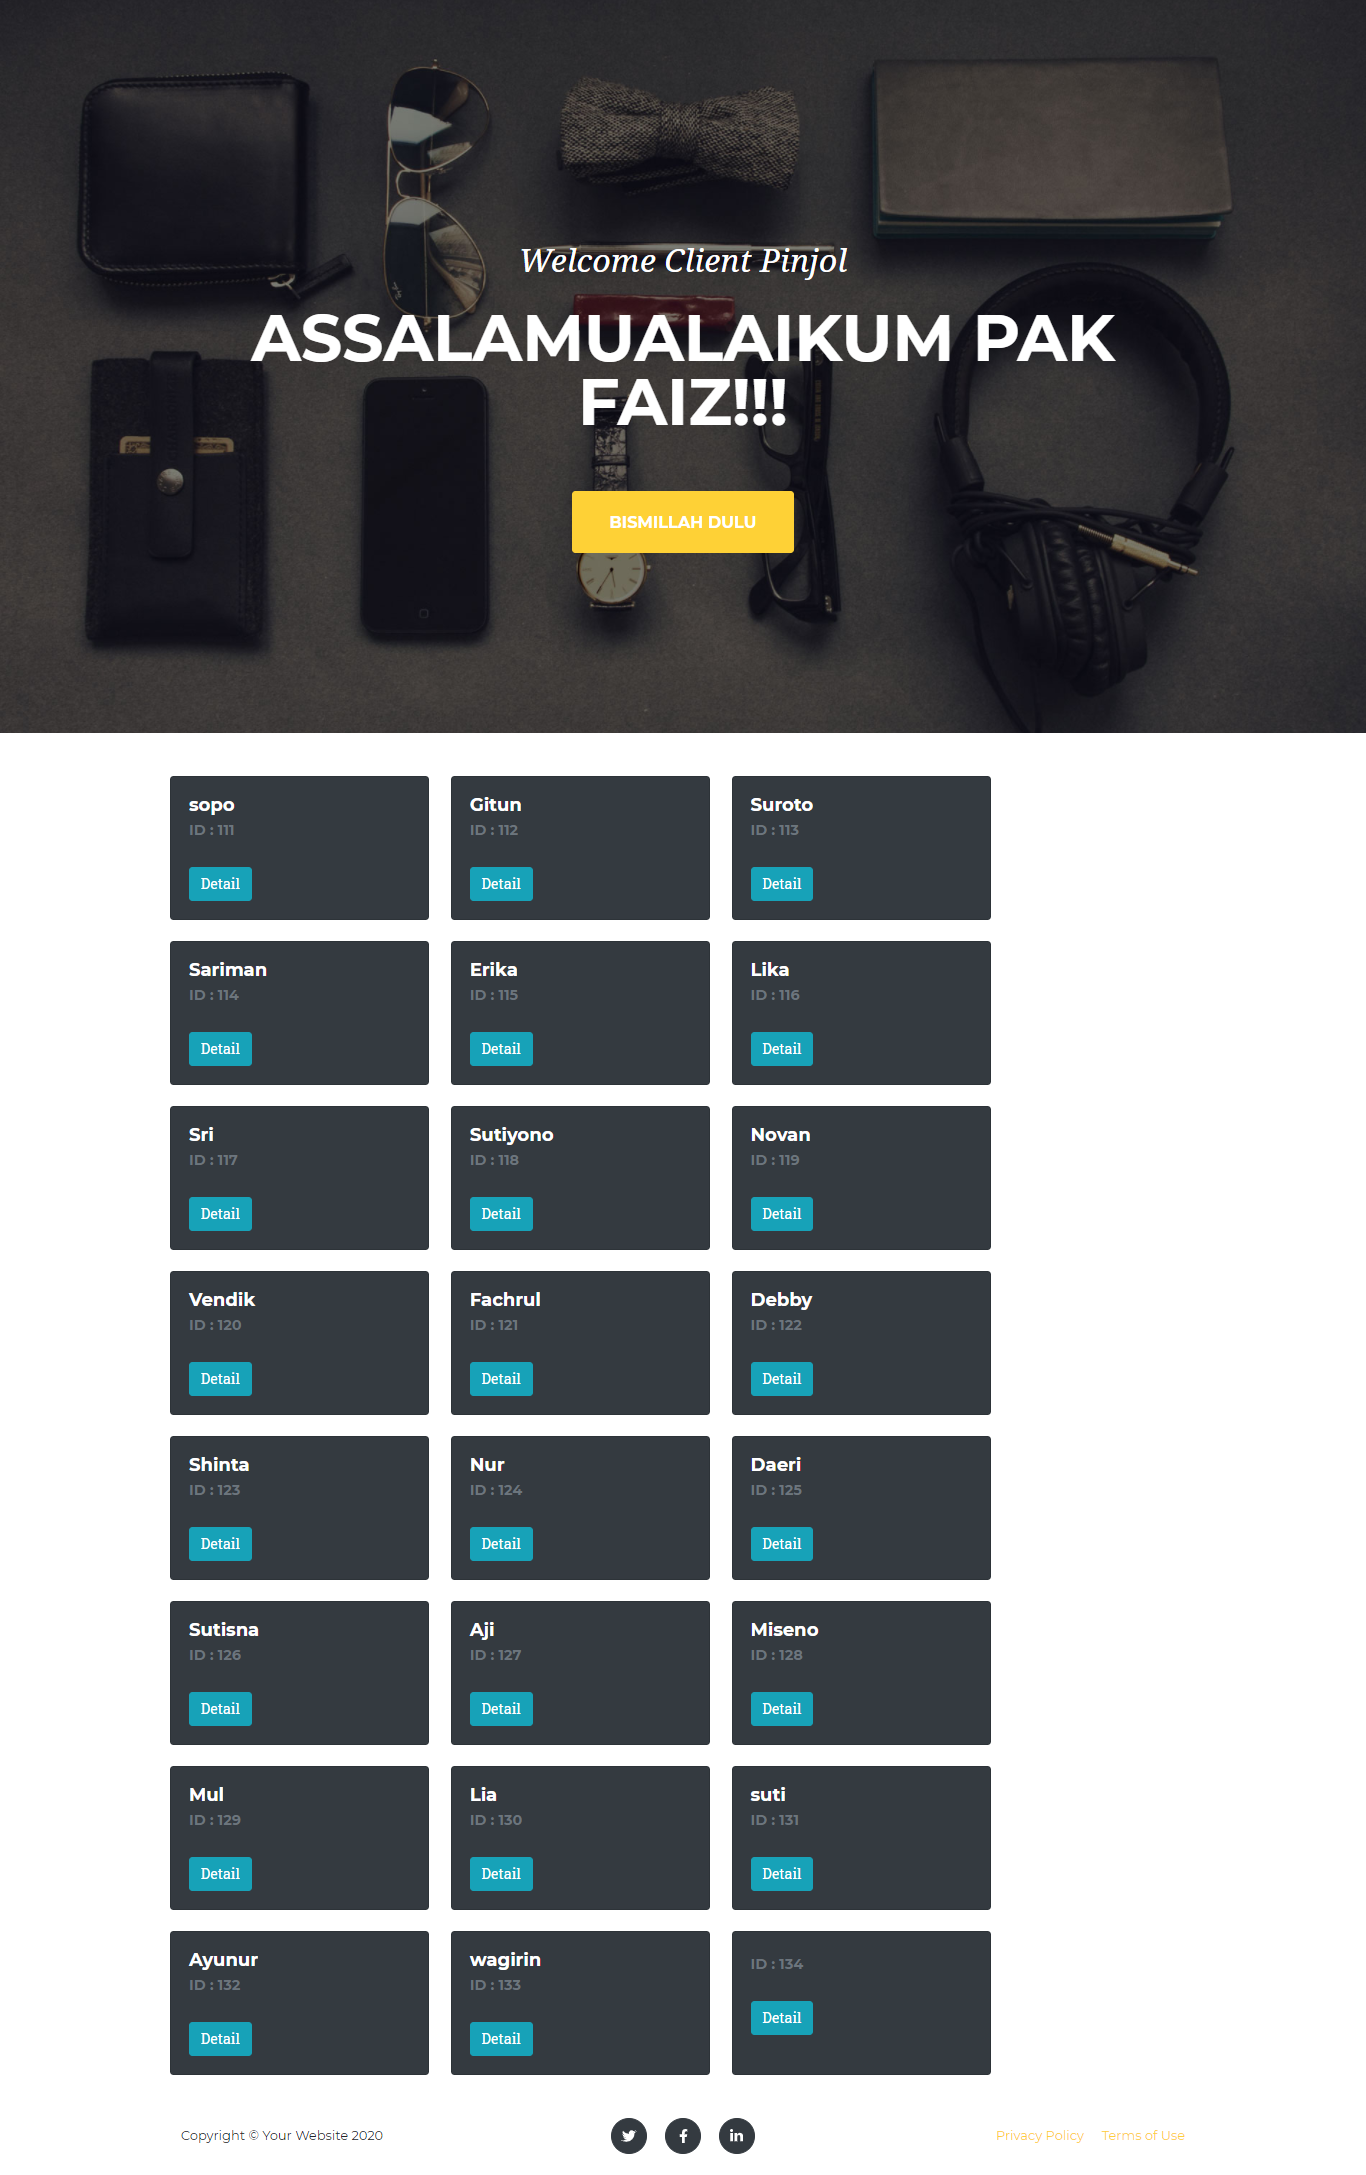 Welcome Client Pinjol
ASSALAMUALAIKUM PAK
FAIZ!!!
BISMILLAH DULU
sopo
ID : 111
Detail
Gitun
ID : 112
Detail
Suroto
ID : 113
Detail
Sariman
ID : 114
Detail
Erika
ID : 115
Detail
Lika
ID : 116
Detail
Sri
ID : 117
Detail
Sutiyono
ID : 118
Detail
Novan
ID : 119
Detail
Vendik
ID : 120
Detail
Fachrul
ID : 121
Detail
Debby
ID : 122
Detail
Shinta
ID : 123
Detail
Nur
ID : 124
Detail
Daeri
ID : 125
Detail
Sutisna
ID : 126
Detail
Aji
ID : 127
Detail
Miseno
ID : 128
Detail
Mul
ID : 129
Detail
Lia
ID : 130
Detail
suti
ID : 131
Detail
Ayunur
ID : 132
Detail
wagirin
ID : 133
Detail
ID : 134
Detail
Copyright © Your Website 2020
Privacy Policy
Terms of Use